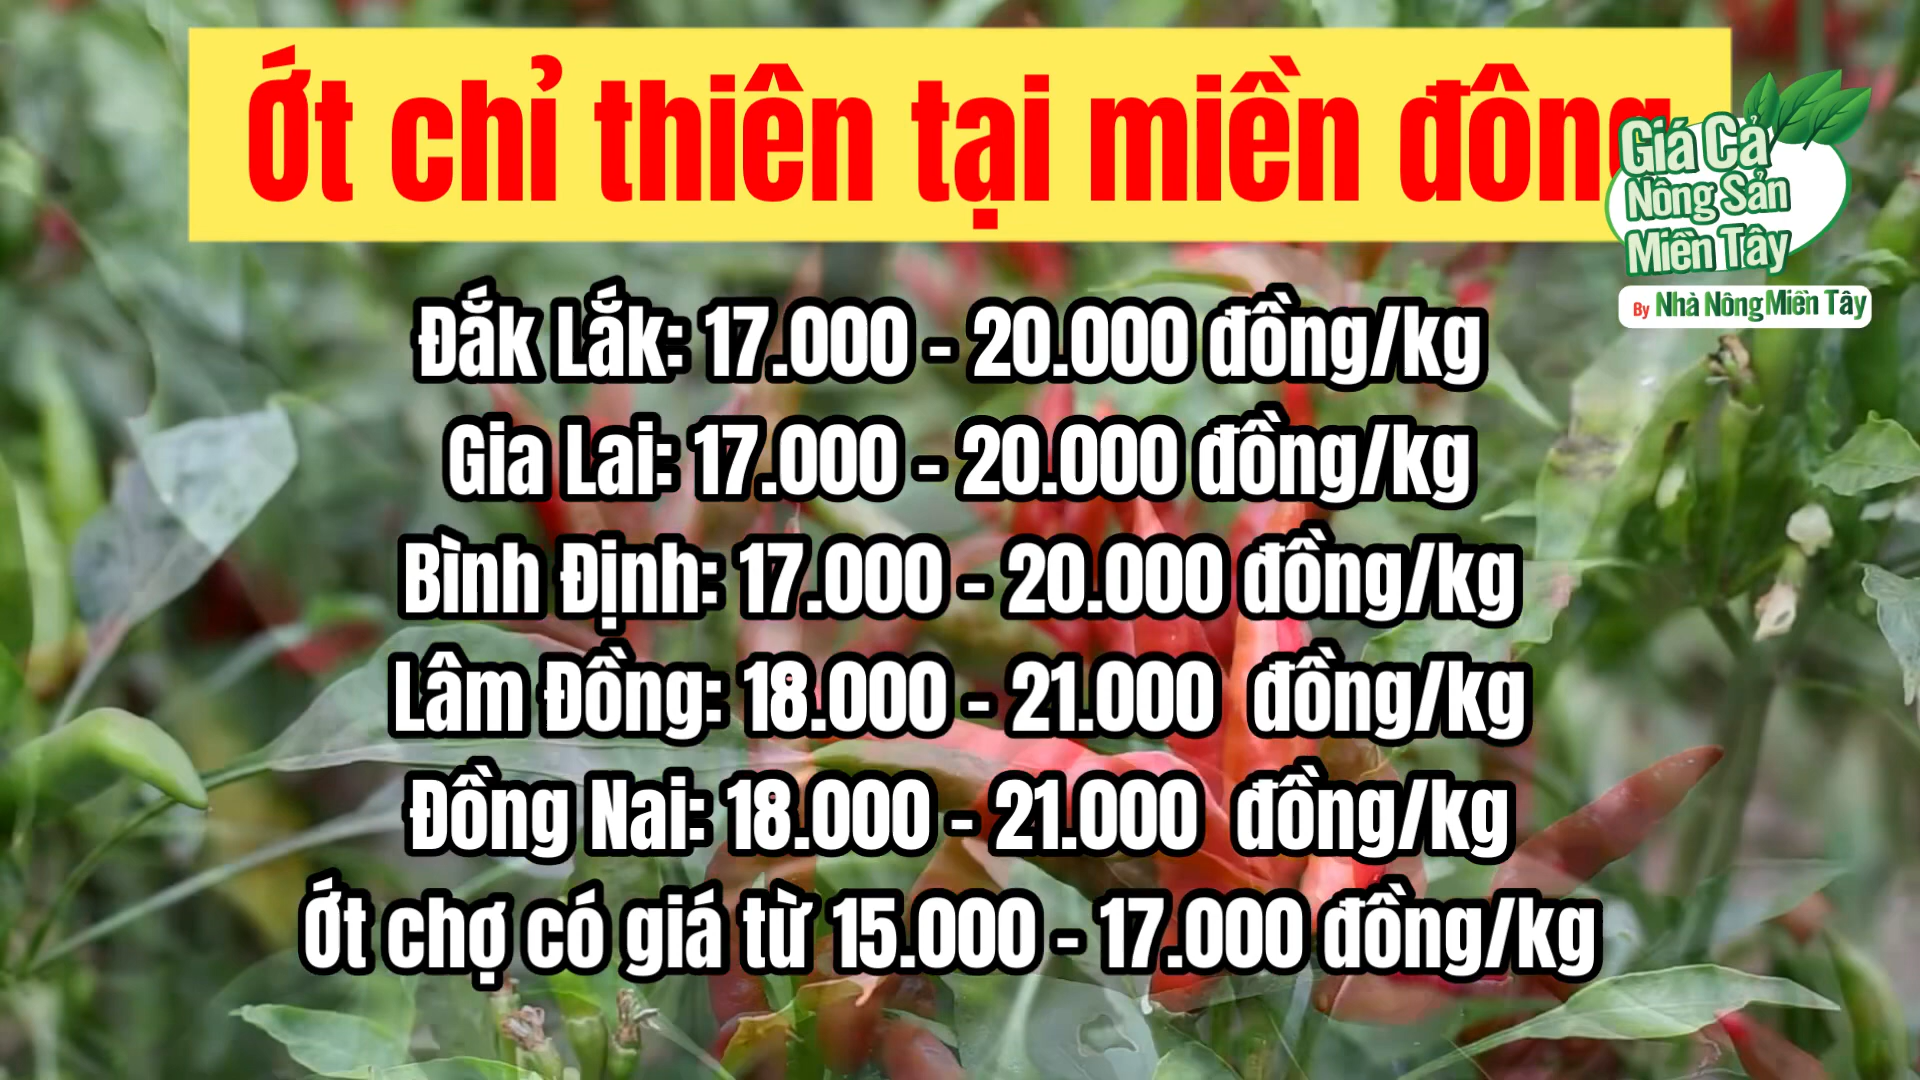 Ớt chỉ thiên tại miền đông
Giá Cả
Nông Sản
Miền Tây
By Nhà Nông Miền Tây
Đắk Lắk: 17.000 - 20.000 đồng/kg
Gia Lai: 17.000 - 20.000 đồng/kg
Bình Định: 17.000 - 20.000 đồng/kg
Lâm Đồng: 18.000 - 21.000 đồng/kg
Đồng Nai: 18.000 - 21.000 đồng/kg
Ớt chợ có giá từ 15.000 - 17.000 đồng/kg